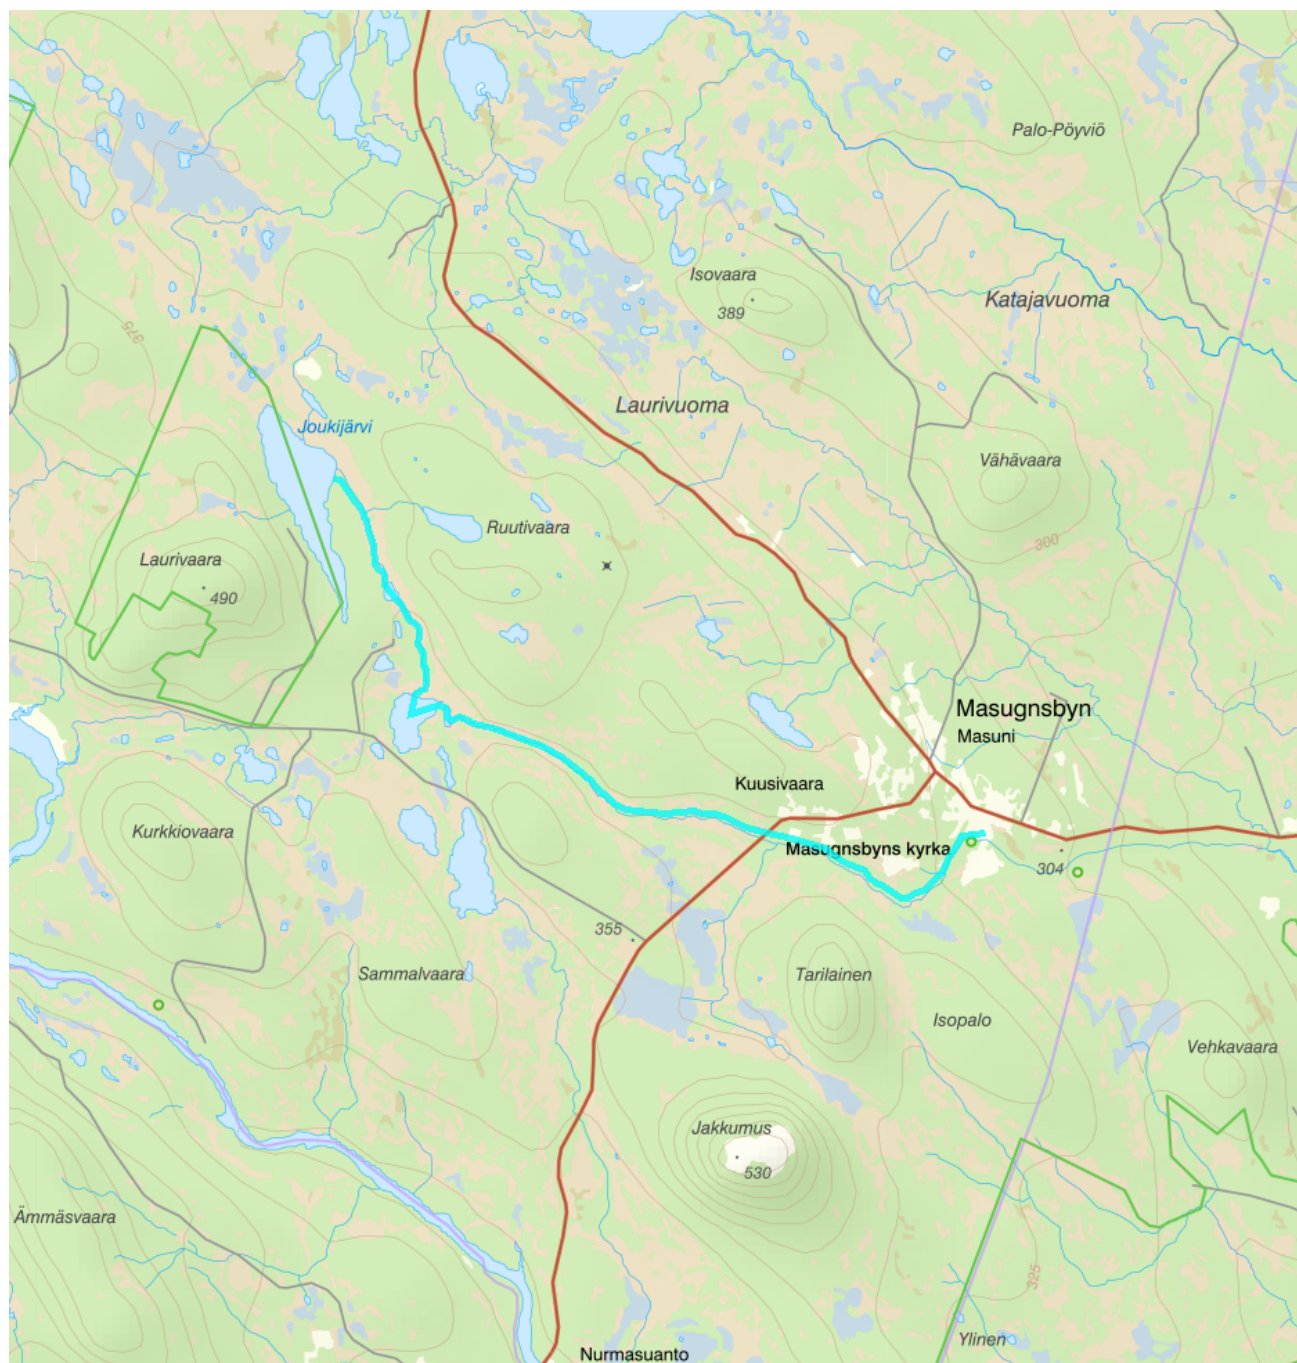 Palo-Pöyviö
Isovaara
389
Katajavuoma
375
Laurivuoma
Joukijärvi
Vähävaara
300
Ruutivaara
Laurivaara
490
Masugnsbyn
Masuni
Kuusivaara
Kurkkiovaara
Masugnsbyns kyrka
304
355
Sammalvaara
Tarilainen
Isopalo
Vehkavaara
Jakkumus
530
Ämmäsvaara
325
Ylinen
Nurmasuanto